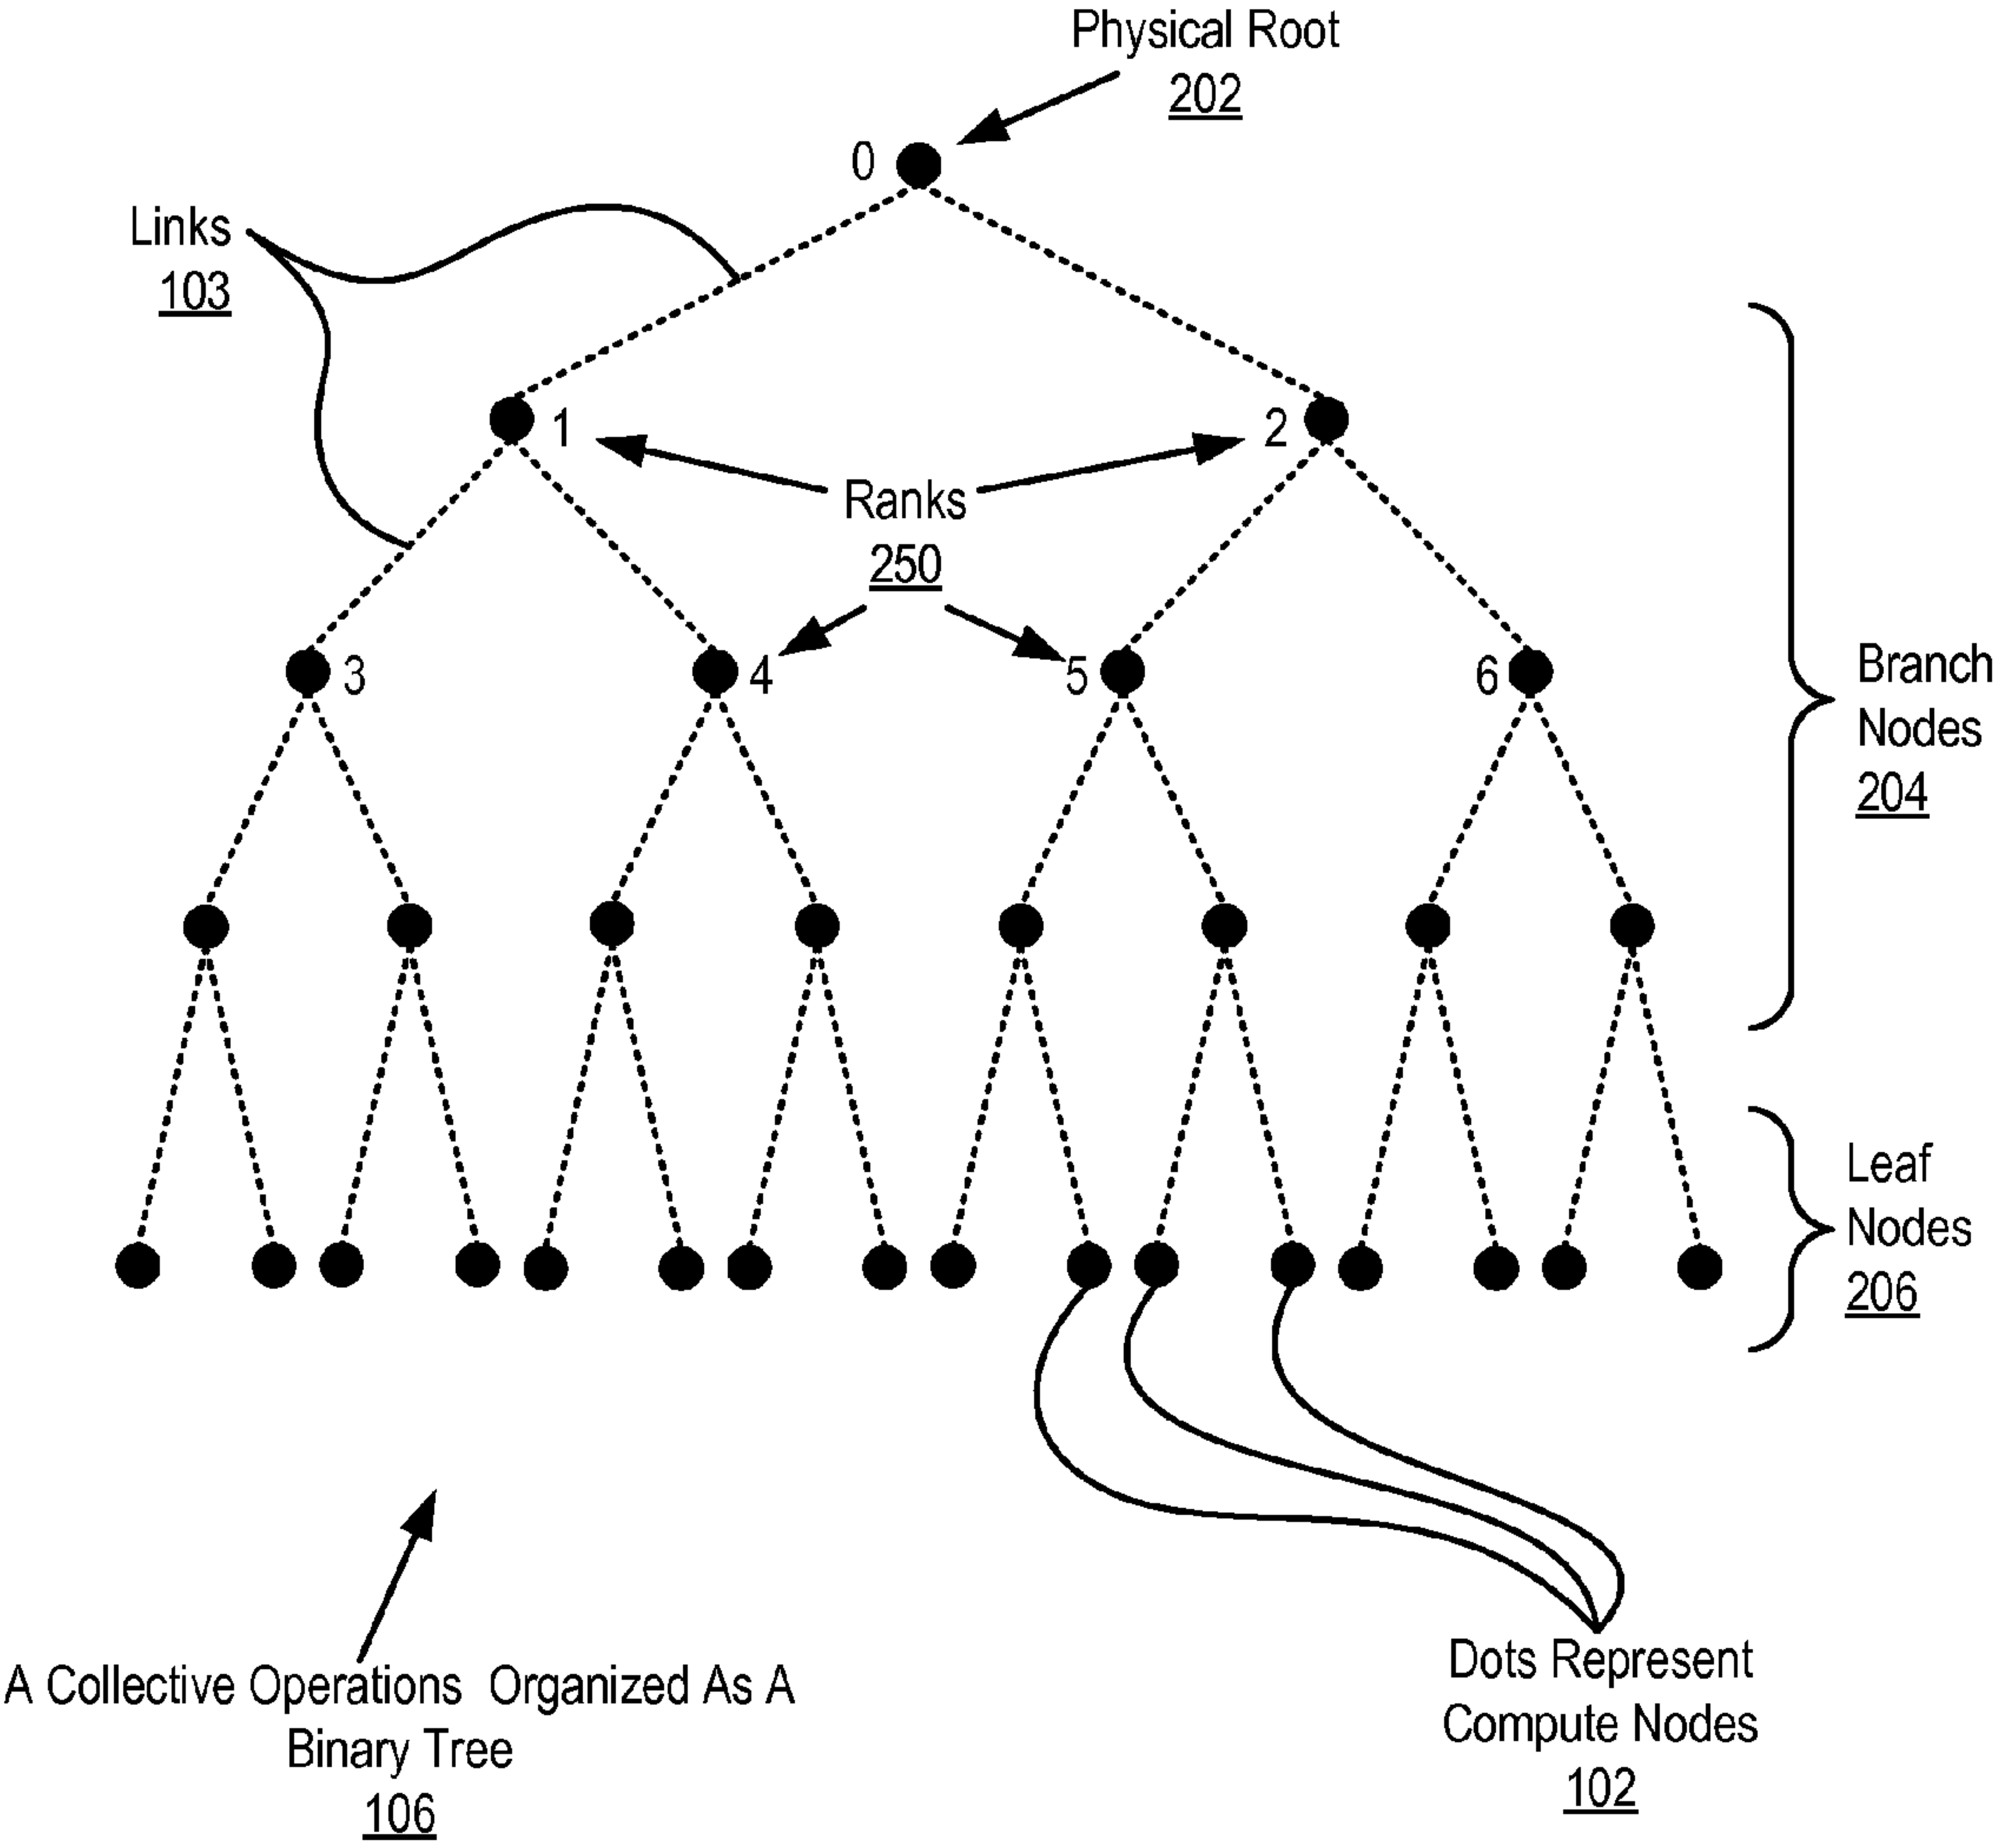 Physical Root
202
0
Links
103
1
2
Ranks
250
3
4
5
6
Branch
Nodes
204
Leaf
Nodes
206
A Collective Operations Organized As A
Binary Tree
106
Dots Represent
Compute Nodes
102